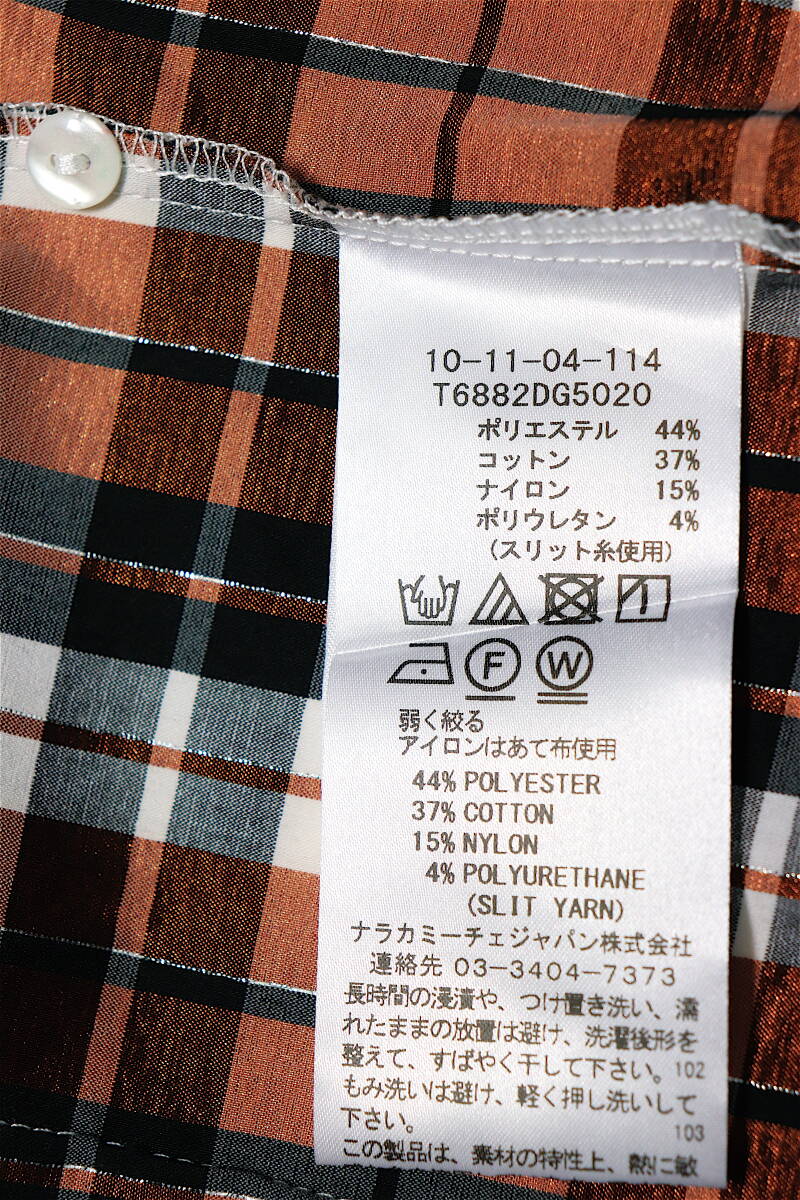 10-11-04-114
T6882DG5020
ポリエステル 44%
コットン 37%
ナイロン 15%
ポリウレタン 4%
(スリット糸使用)
F W
弱く絞る
アイロンはあて布使用
44% POLYESTER
37% COTTON
15% NYLON
4% POLYURETHANE
(SLIT YARN)
ナラカミーチェジャパン株式会社
連絡先 03-3404-7373
長時間の浸漬や、つけ置き洗い、濡
れたままの放置は避け、洗濯後形を
整えて、すばやく干して下さい。102
もみ洗いは避け、軽く押し洗いして
下さい。 103
この製品は、素材の特性上、熱に敏